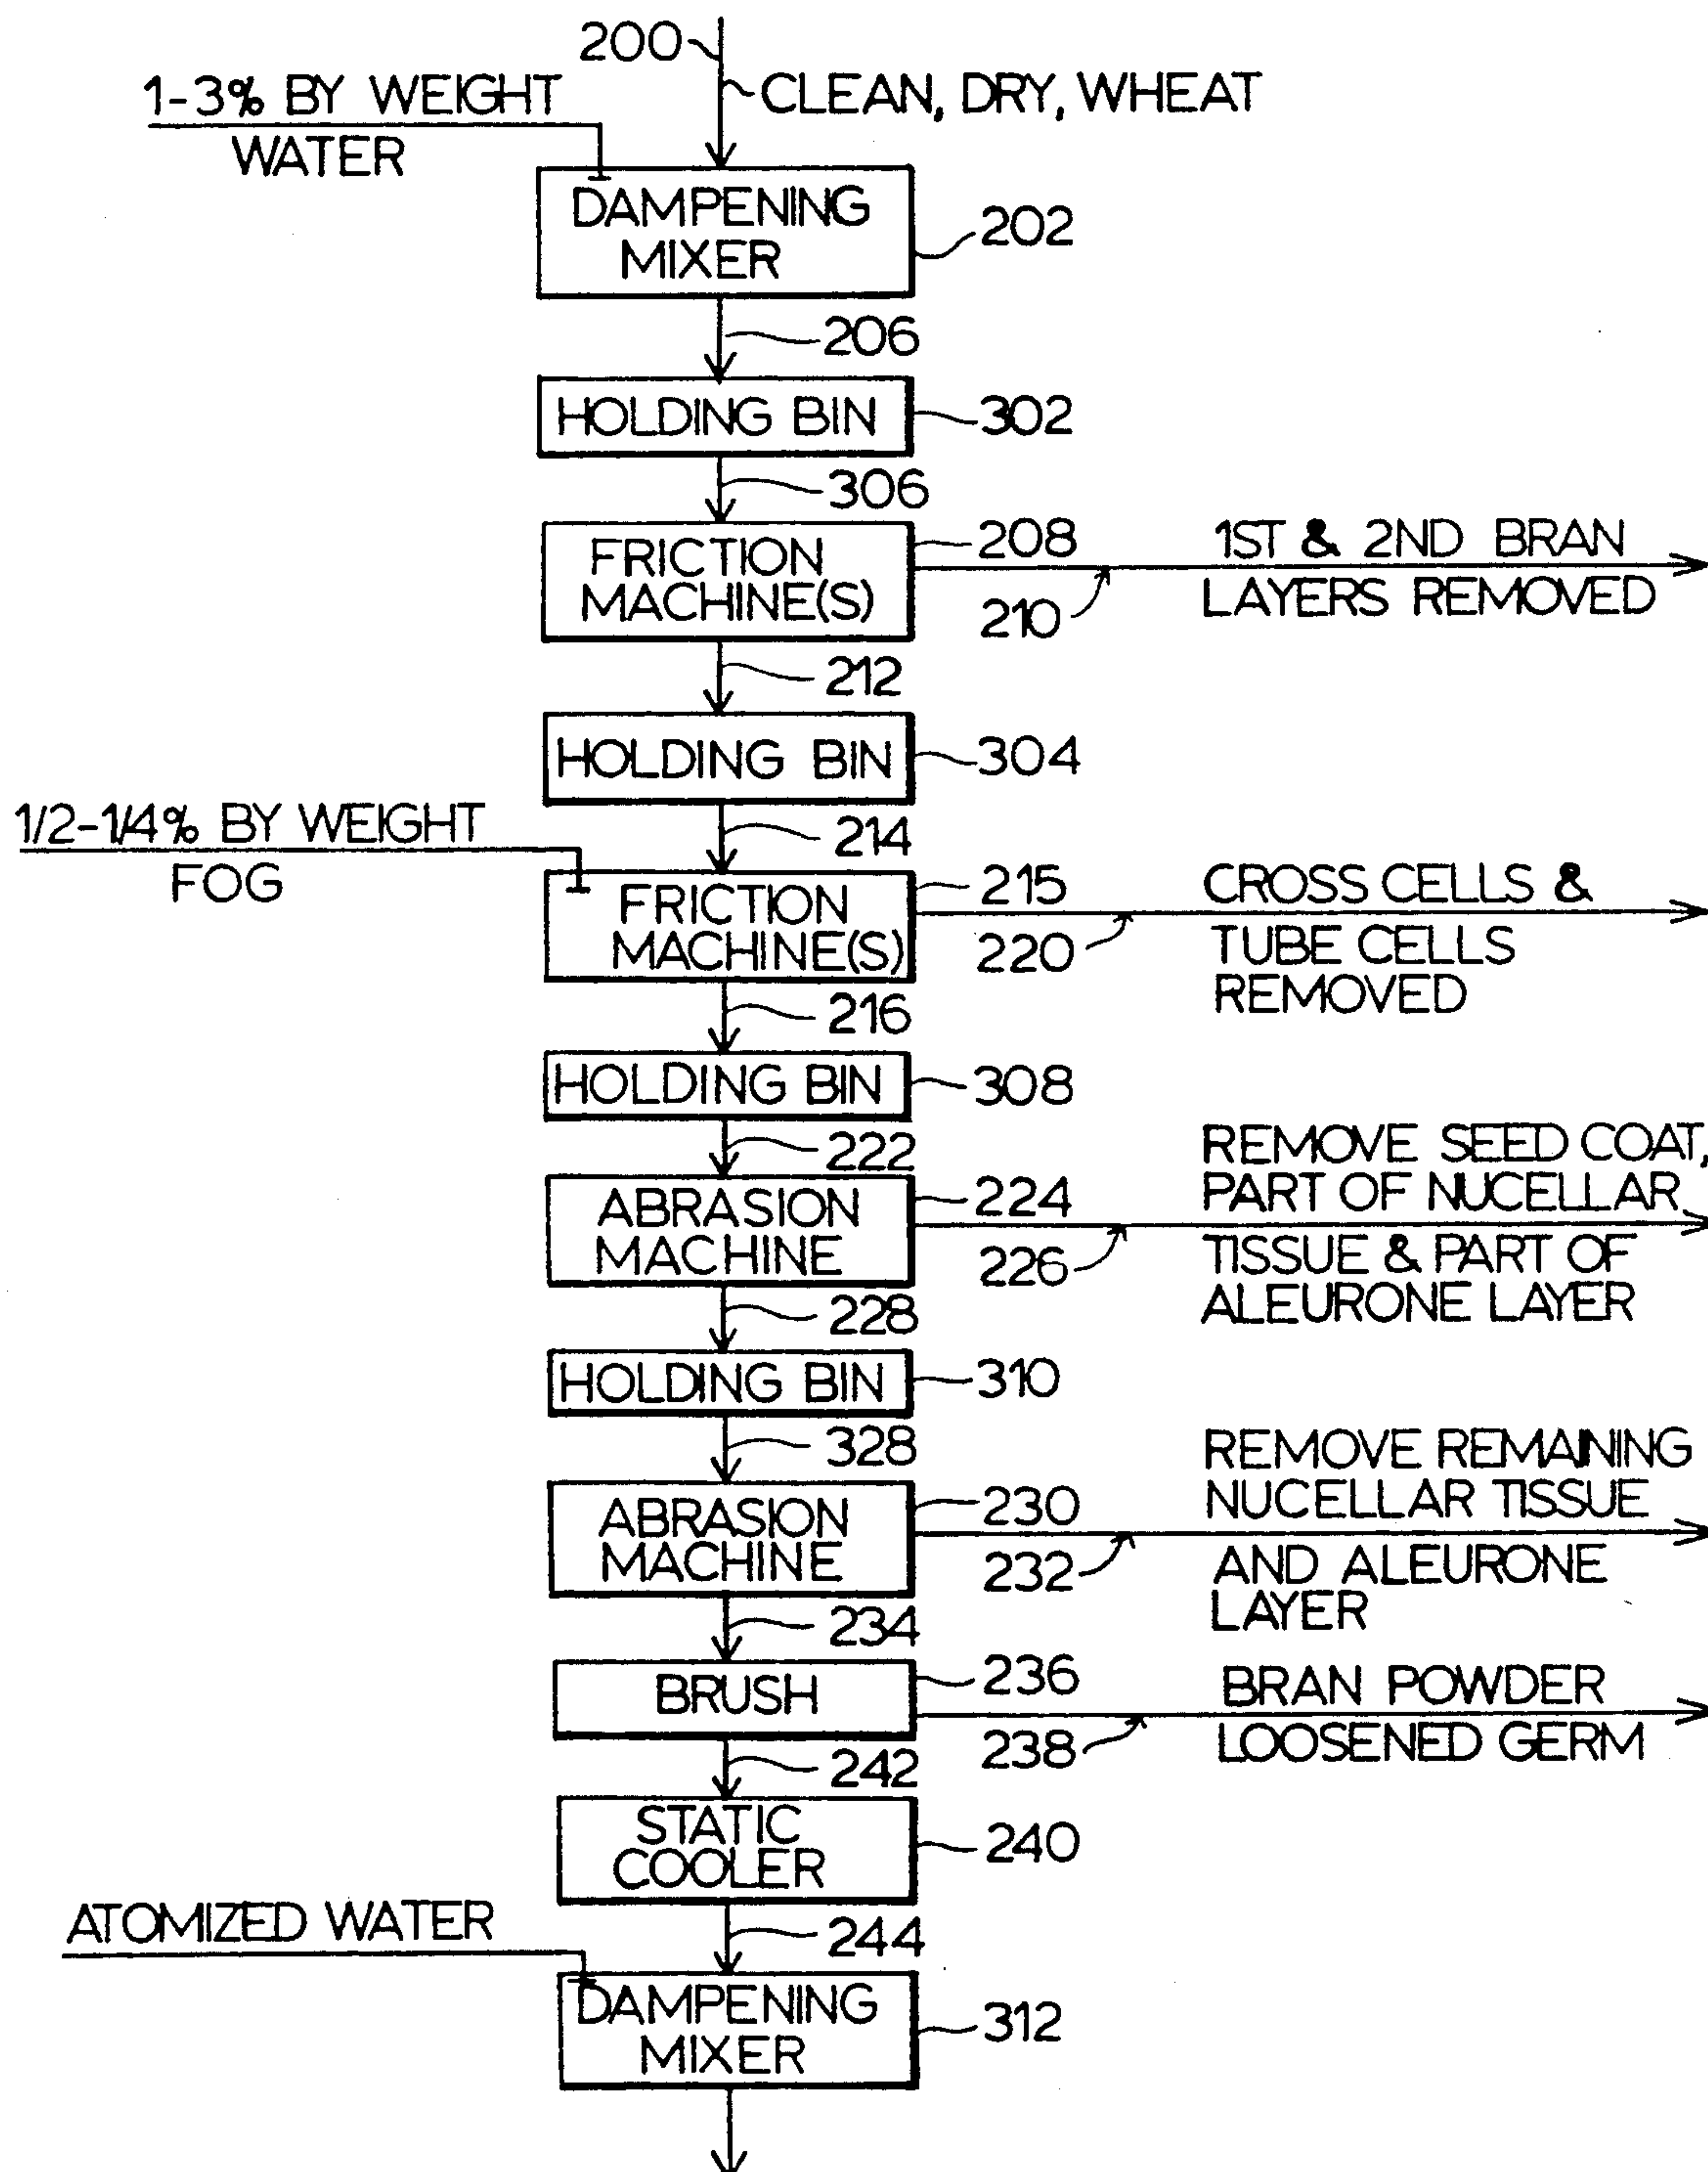 200
CLEAN, DRY, WHEAT
1-3% BY WEIGHT
WATER
DAMPENING
MIXER
202
206
HOLDING BIN
302
306
FRICTION
MACHINE(S)
208
210
1ST & 2ND BRAN
LAYERS REMOVED
212
HOLDING BIN
304
1/2-1/4% BY WEIGHT
FOG
214
FRICTION
MACHINE(S)
215
220
CROSS CELLS &
TUBE CELLS
REMOVED
216
HOLDING BIN
308
222
ABRASION
MACHINE
224
226
REMOVE SEED COAT,
PART OF NUCELLAR
TISSUE & PART OF
ALEURONE LAYER
228
HOLDING BIN
310
328
ABRASION
MACHINE
230
232
REMOVE REMAINING
NUCELLAR TISSUE
AND ALEURONE
LAYER
234
BRUSH
236
238
BRAN POWDER
LOOSENED GERM
242
STATIC
COOLER
240
ATOMIZED WATER
244
DAMPENING
MIXER
312